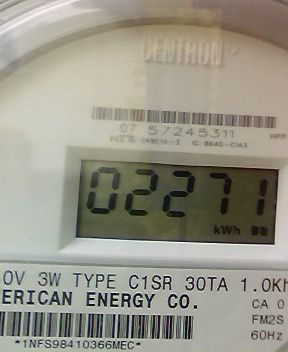 CENTRON
07 57245311
02271
kWh
0V 3W TYPE C1SR 30TA 1.0Kh
ERICAN ENERGY CO.
CA 0
FM2S
60Hz
*1NFS98410366MEC*